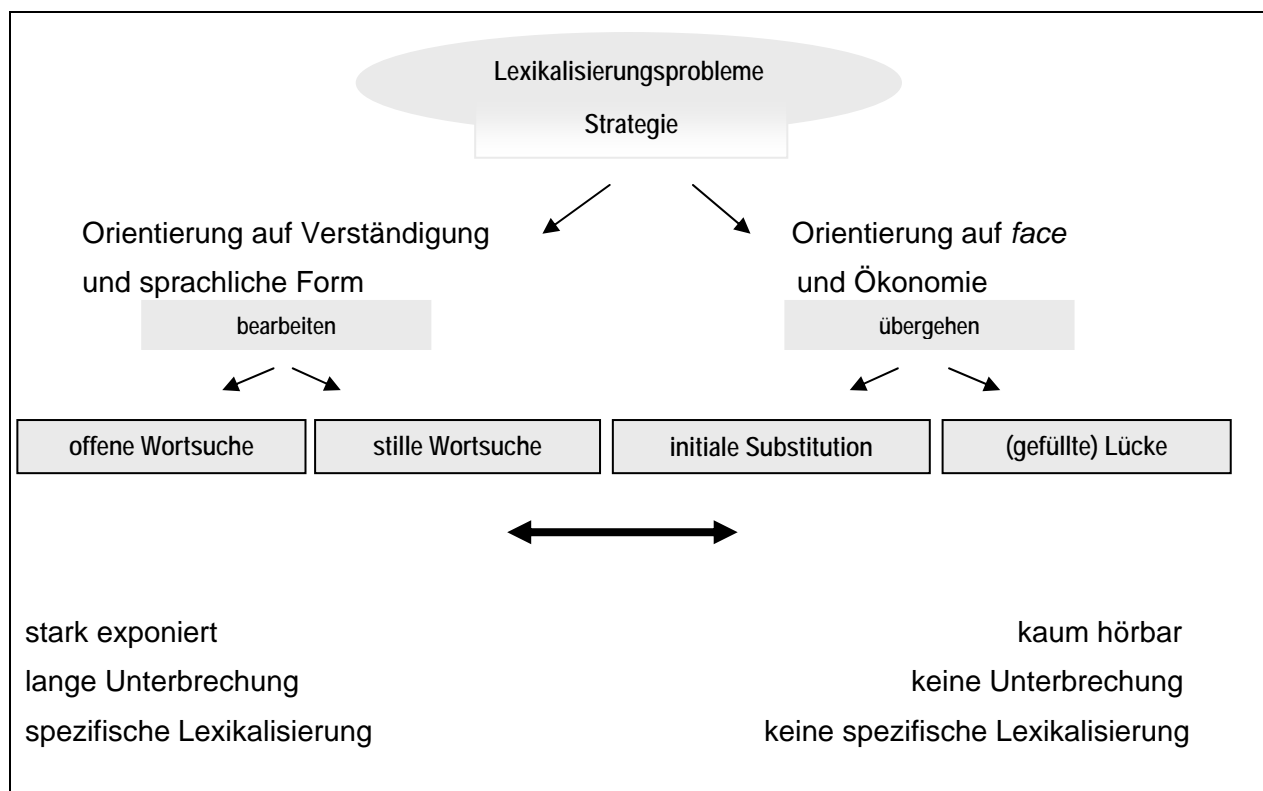 Lexikalisierungsprobleme
Strategie
Orientierung auf Verständigung
und sprachliche Form
bearbeiten
Orientierung auf face
und Ökonomie
übergehen
offene Wortsuche
stille Wortsuche
initiale Substitution
(gefüllte) Lücke
stark exponiert
lange Unterbrechung
spezifische Lexikalisierung
kaum hörbar
keine Unterbrechung
keine spezifische Lexikalisierung